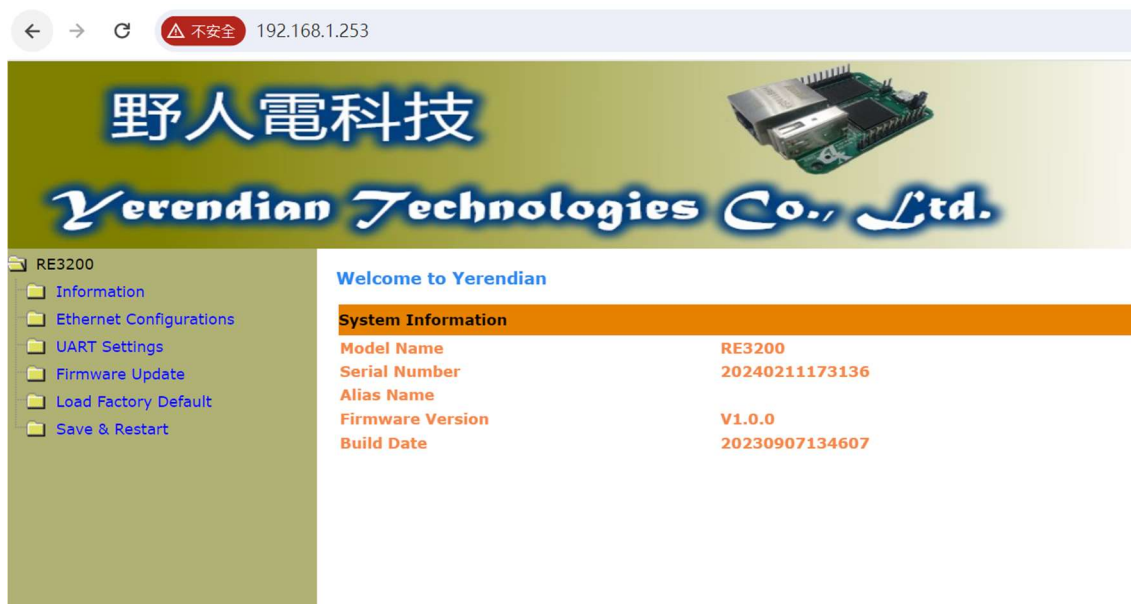 不安全 192.168.1.253
野人電科技
Yerendian Technologies Co., Ltd.
RE3200
Information
Ethernet Configurations
UART Settings
Firmware Update
Load Factory Default
Save & Restart
Welcome to Yerendian
System Information
Model Name RE3200
Serial Number 20240211173136
Alias Name
Firmware Version V1.0.0
Build Date 20230907134607